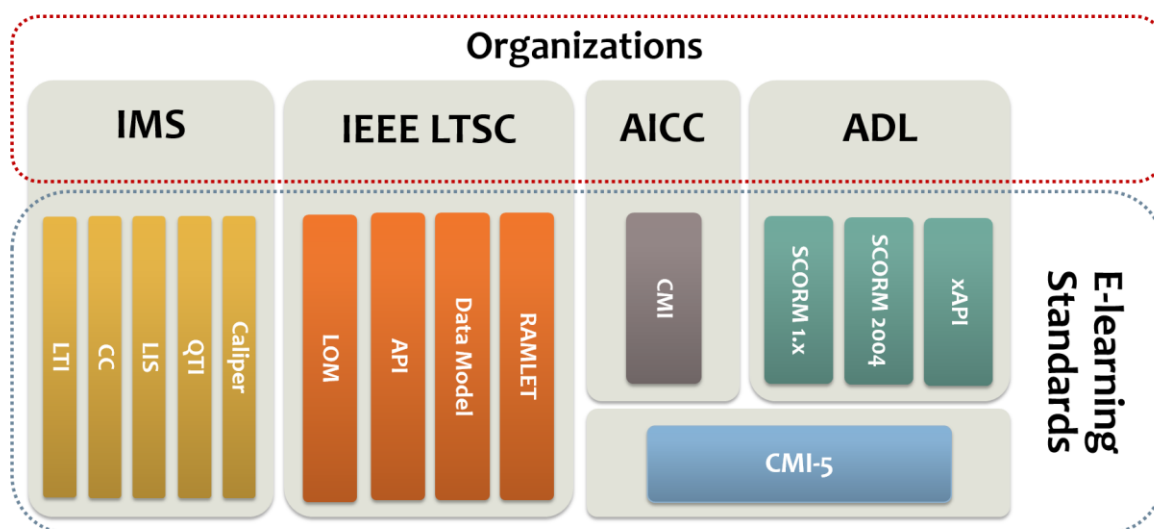 Organizations
IMS
IEEE LTSC
AICC
ADL
LTI
CC
LIS
QTI
Caliper
LOM
API
Data Model
RAMLET
CMI
SCORM 1.x
SCORM 2004
xAPI
CMI-5
E-learning
Standards